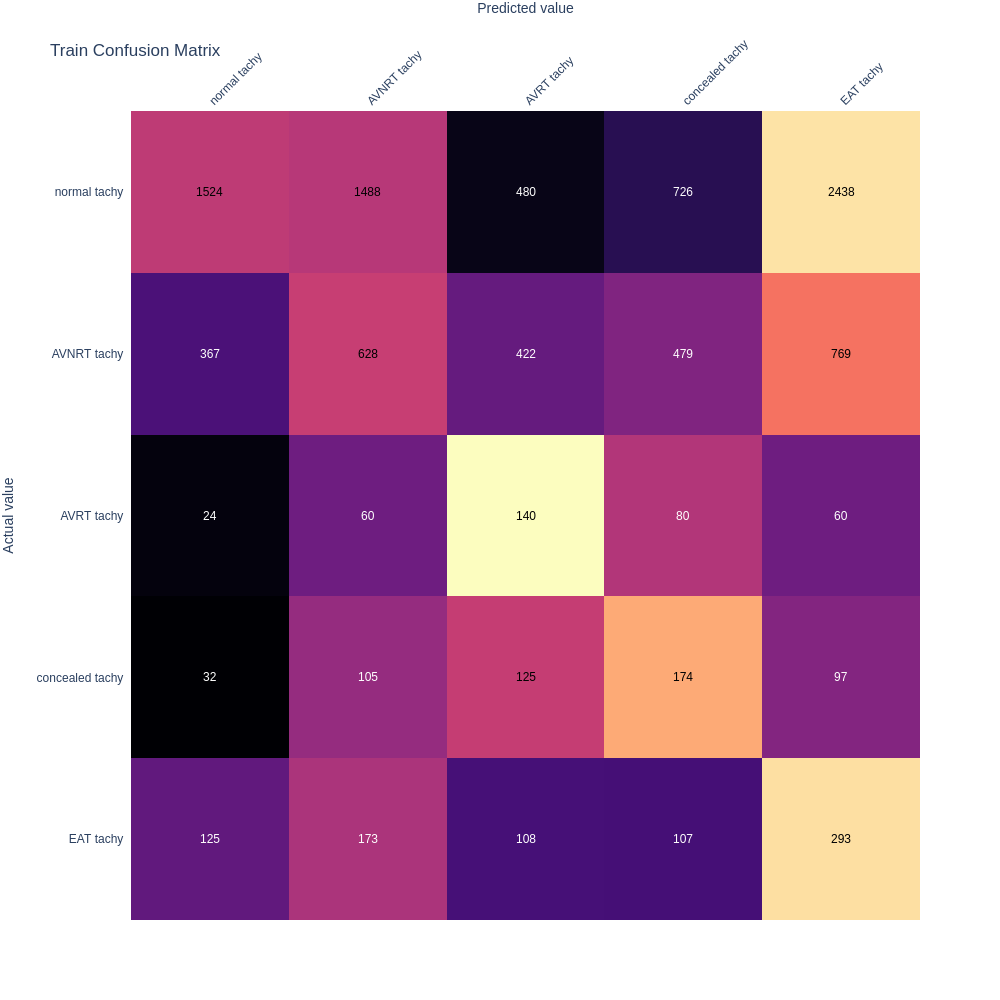 Predicted value
Train Confusion Matrix
normal tachy AVNRT tachy AVRT tachy concealed tachy EAT tachy
normal tachy 1524 1488 480 726 2438
AVNRT tachy 367 628 422 479 769
AVRT tachy 24 60 140 80 60
Actual value
concealed tachy 32 105 125 174 97
EAT tachy 125 173 108 107 293